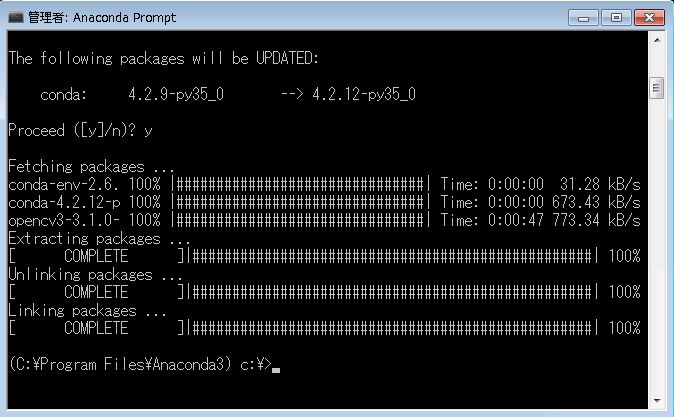 管理者: Anaconda Prompt
The following packages will be UPDATED:
conda:     4.2.9-py35_0       --> 4.2.12-py35_0
Proceed ([y]/n)? y
Fetching packages ...
conda-env-2.6. 100% |###############################| Time: 0:00:00  31.28 kB/s
conda-4.2.12-p 100% |###############################| Time: 0:00:00 673.43 kB/s
opencv3-3.1.0- 100% |###############################| Time: 0:00:47 773.34 kB/s
Extracting packages ...
[      COMPLETE      ]|##################################################| 100%
Unlinking packages ...
[      COMPLETE      ]|##################################################| 100%
Linking packages ...
[      COMPLETE      ]|##################################################| 100%
(C:¥Program Files¥Anaconda3) c:¥>